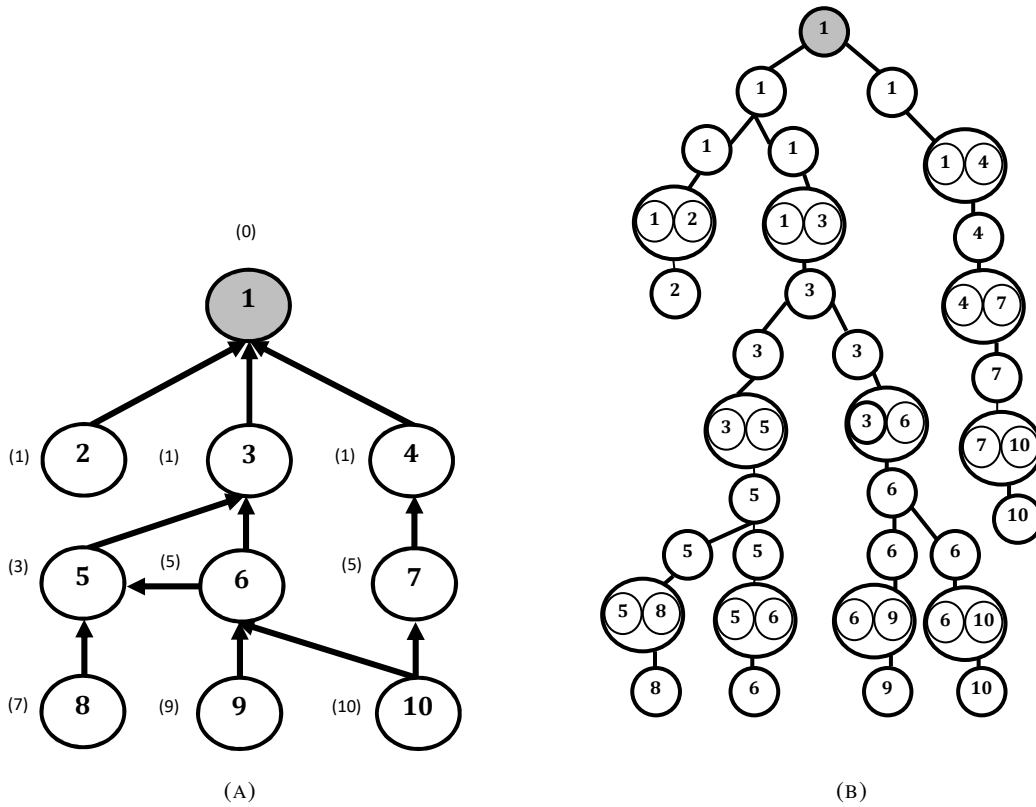 (0)
1
(1) 2 (1) 3 (1) 4
(3) 5 (5) 6 (5) 7
(7) 8 (9) 9 (10) 10
(A)
1
1 1
1 1 1 4
1 2 1 3 4
2 3 4 7
3 3 7
3 5 3 6 7 10
5 6 10
5 5 6 6
5 8 5 6 6 9 6 10
8 6 9 10
(B)